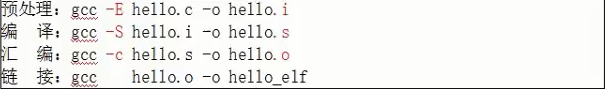 预处理：gcc -E hello.c -o hello.i
编　译：gcc -S hello.i -o hello.s
汇　编：gcc -c hello.s -o hello.o
链　接：gcc    hello.o -o hello_elf